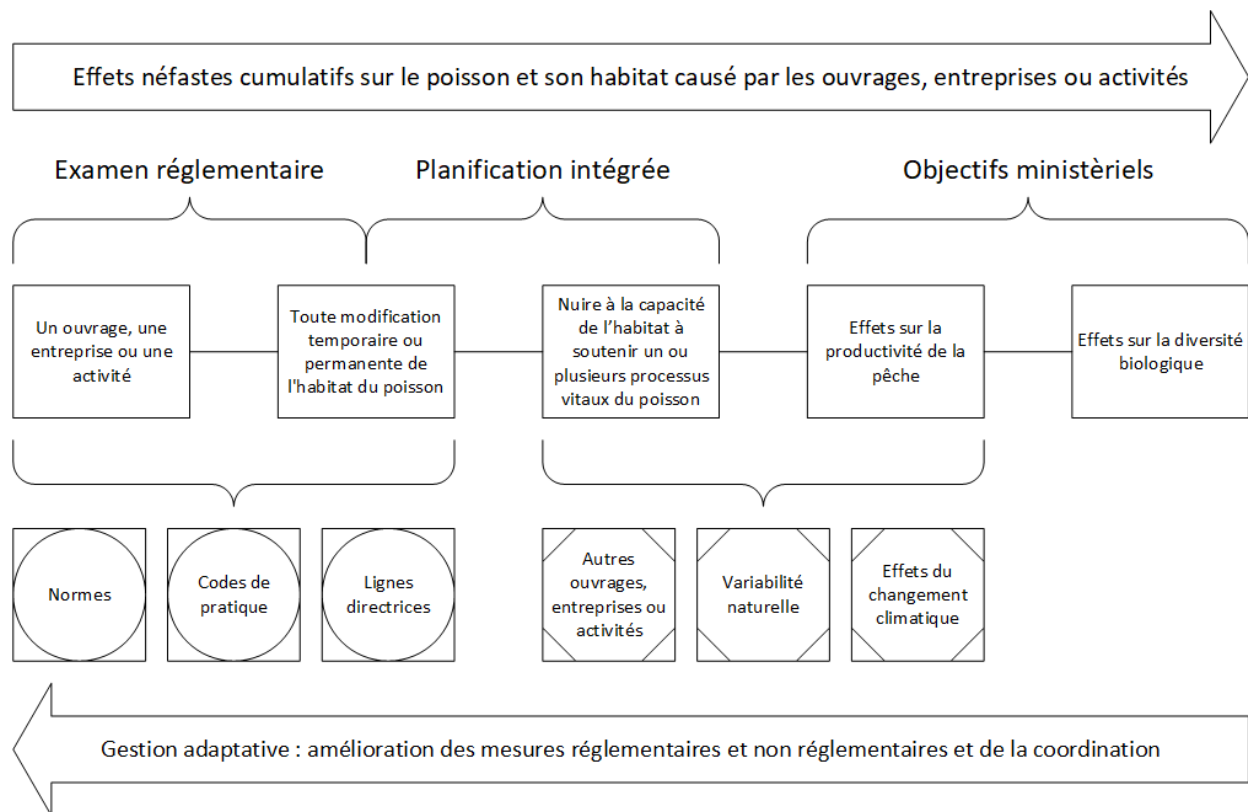 Effets néfastes cumulatifs sur le poisson et son habitat causé par les ouvrages, entreprises ou activités
Examen réglementaire
Planification intégrée
Objectifs ministèriels
Un ouvrage, une
entreprise ou une
activité
Toute modification
temporaire ou
permanente de
l'habitat du poisson
Nuire à la capacité
de l’habitat à
soutenir un ou
plusieurs processus
vitaux du poisson
Effets sur la
productivité de la
pêche
Effets sur la diversité
biologique
Normes
Codes de
pratique
Lignes
directrices
Autres
ouvrages,
entreprises ou
activités
Variabilité
naturelle
Effets du
changement
climatique
Gestion adaptative : amélioration des mesures réglementaires et non réglementaires et de la coordination